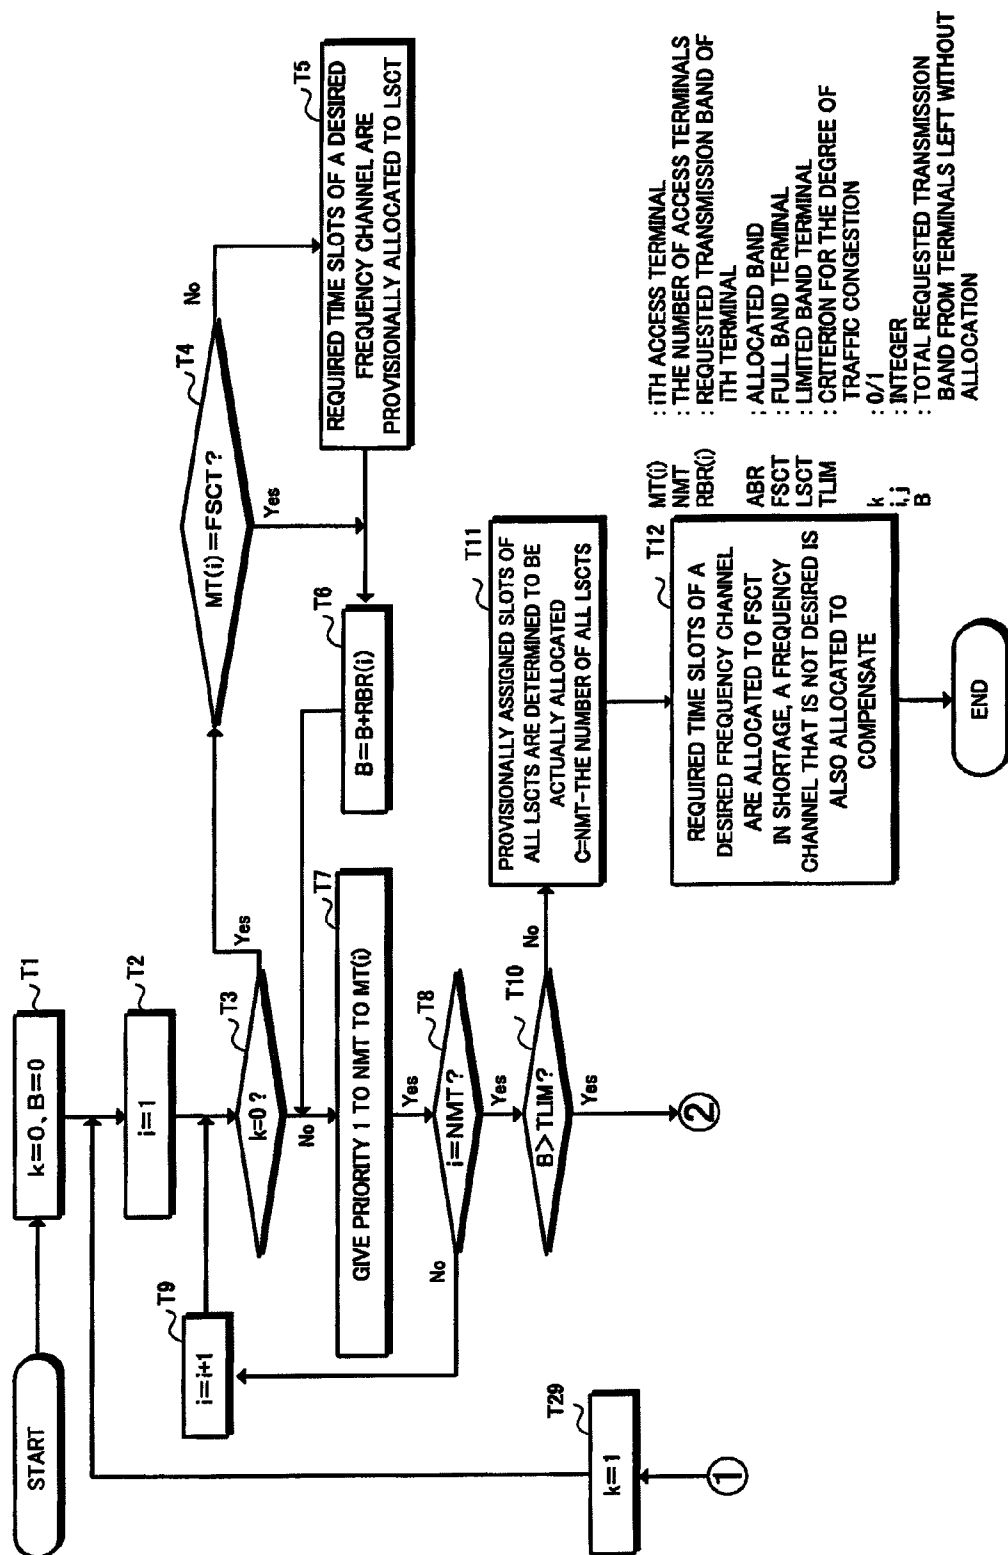 START
k=0、B=0
T1
i=1
T2
i=i+1
T9
k=0?
T3
Yes
No
MT(i)=FSCT?
T4
No
Yes
REQUIRED TIME SLOTS OF A DESIRED
FREQUENCY CHANNEL ARE
PROVISIONALLY ALLOCATED TO LSCT
T5
B=B+RBR(i)
T6
GIVE PRIORITY 1 TO NMT TO MT(i)
T7
Yes
i=NMT?
T8
No
Yes
B>TLIM?
T10
No
Yes
②
PROVISIONALLY ASSIGNED SLOTS OF
ALL LSCTS ARE DETERMINED TO BE
ACTUALLY ALLOCATED
C=NMT-THE NUMBER OF ALL LSCTS
T11
REQUIRED TIME SLOTS OF A
DESIRED FREQUENCY CHANNEL
ARE ALLOCATED TO FSCT
IN SHORTAGE, A FREQUENCY
CHANNEL THAT IS NOT DESIRED IS
ALSO ALLOCATED TO
COMPENSATE
T12
END
k=1
T29
①
MT(i) : iTH ACCESS TERMINAL
NMT : THE NUMBER OF ACCESS TERMINALS
RBR(i) : REQUESTED TRANSMISSION BAND OF
iTH TERMINAL
ABR : ALLOCATED BAND
FSCT : FULL BAND TERMINAL
LSCT : LIMITED BAND TERMINAL
TLIM : CRITERION FOR THE DEGREE OF
TRAFFIC CONGESTION
k : 0/1
i,j : INTEGER
B : TOTAL REQUESTED TRANSMISSION
BAND FROM TERMINALS LEFT WITHOUT
ALLOCATION